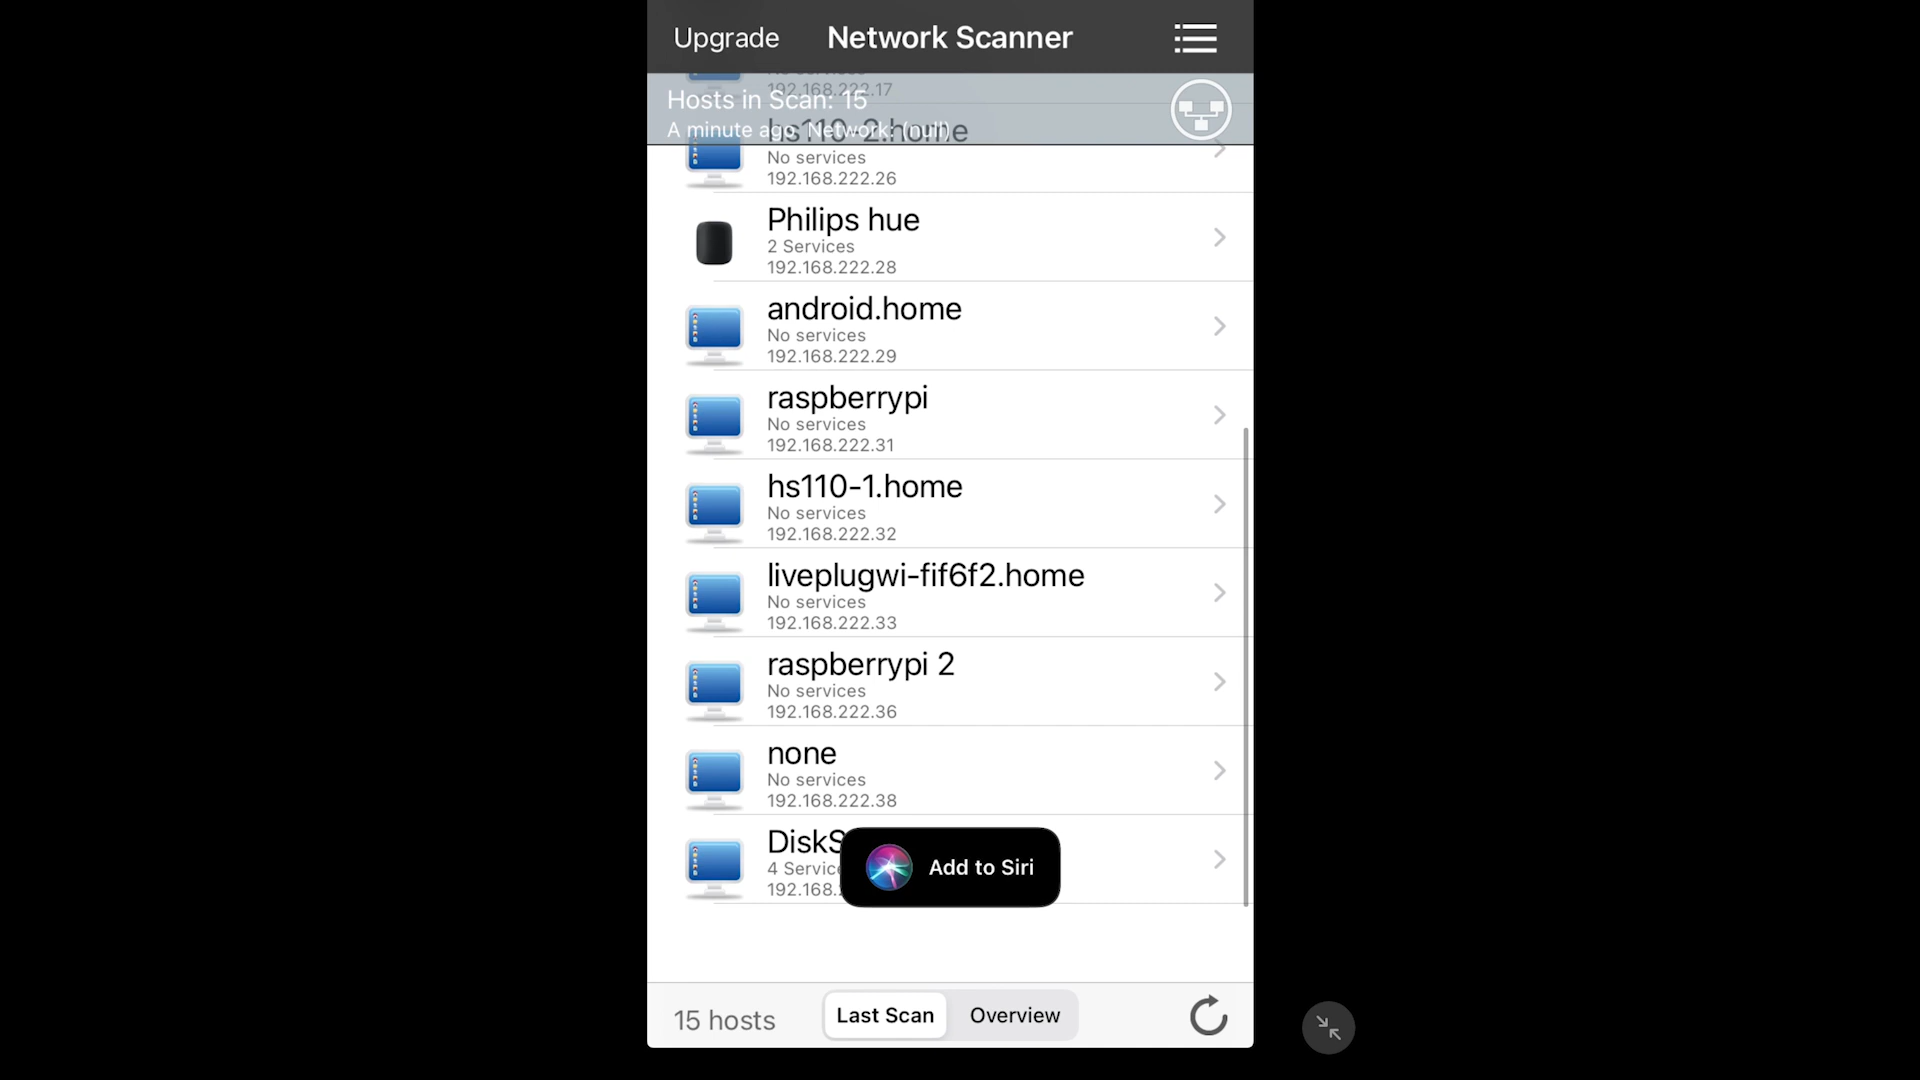 Upgrade
Network Scanner
192.168.222.17
Hosts in Scan: 15
hs110-2.home
A minute ago, Network: (null)
No services
192.168.222.26
Philips hue
2 Services
192.168.222.28
android.home
No services
192.168.222.29
raspberrypi
No services
192.168.222.31
hs110-1.home
No services
192.168.222.32
liveplugwi-fif6f2.home
No services
192.168.222.33
raspberrypi 2
No services
192.168.222.36
none
No services
192.168.222.38
DiskS
4 Service
192.168.
Add to Siri
15 hosts
Last Scan
Overview